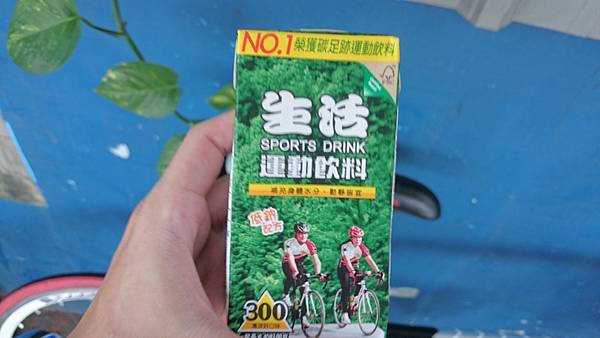 NO.1榮獲碳足跡運動飲料
生活
SPORTS DRINK
運動飲料
補充身體水分、動靜皆宜
低鈉
配方
300